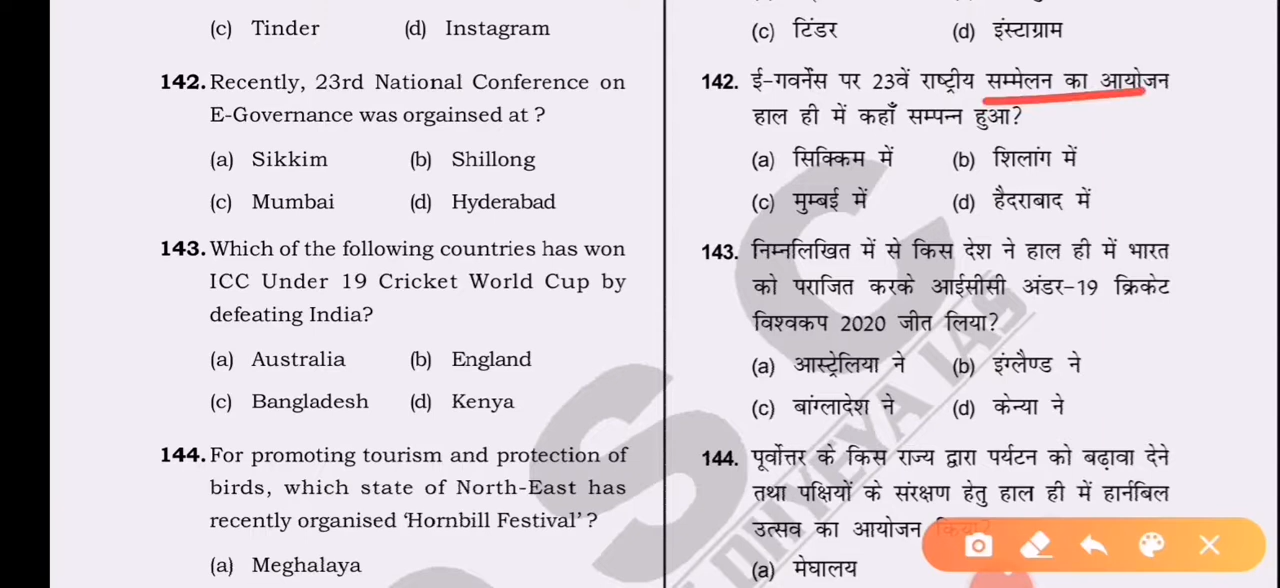 (c) Tinder (d) Instagram
142. Recently, 23rd National Conference on
E-Governance was orgainsed at ?
(a) Sikkim (b) Shillong
(c) Mumbai (d) Hyderabad
143. Which of the following countries has won
ICC Under 19 Cricket World Cup by
defeating India?
(a) Australia (b) England
(c) Bangladesh (d) Kenya
144. For promoting tourism and protection of
birds, which state of North-East has
recently organised ‘Hornbill Festival’ ?
(a) Meghalaya
(c) टिंडर (d) इंस्टाग्राम
142. ई-गवर्नेंस पर 23वें राष्ट्रीय सम्मेलन का आयोजन
हाल ही में कहाँ सम्पन्न हुआ?
(a) सिक्किम में (b) शिलांग में
(c) मुम्बई में (d) हैदराबाद में
143. निम्नलिखित में से किस देश ने हाल ही में भारत
को पराजित करके आईसीसी अंडर-19 क्रिकेट
विश्वकप 2020 जीत लिया?
(a) आस्ट्रेलिया ने (b) इंग्लैण्ड ने
(c) बांग्लादेश ने (d) केन्या ने
144. पूर्वोत्तर के किस राज्य द्वारा पर्यटन को बढ़ावा देने
तथा पक्षियों के संरक्षण हेतु हाल ही में हार्नबिल
उत्सव का आयोजन किया?
(a) मेघालय